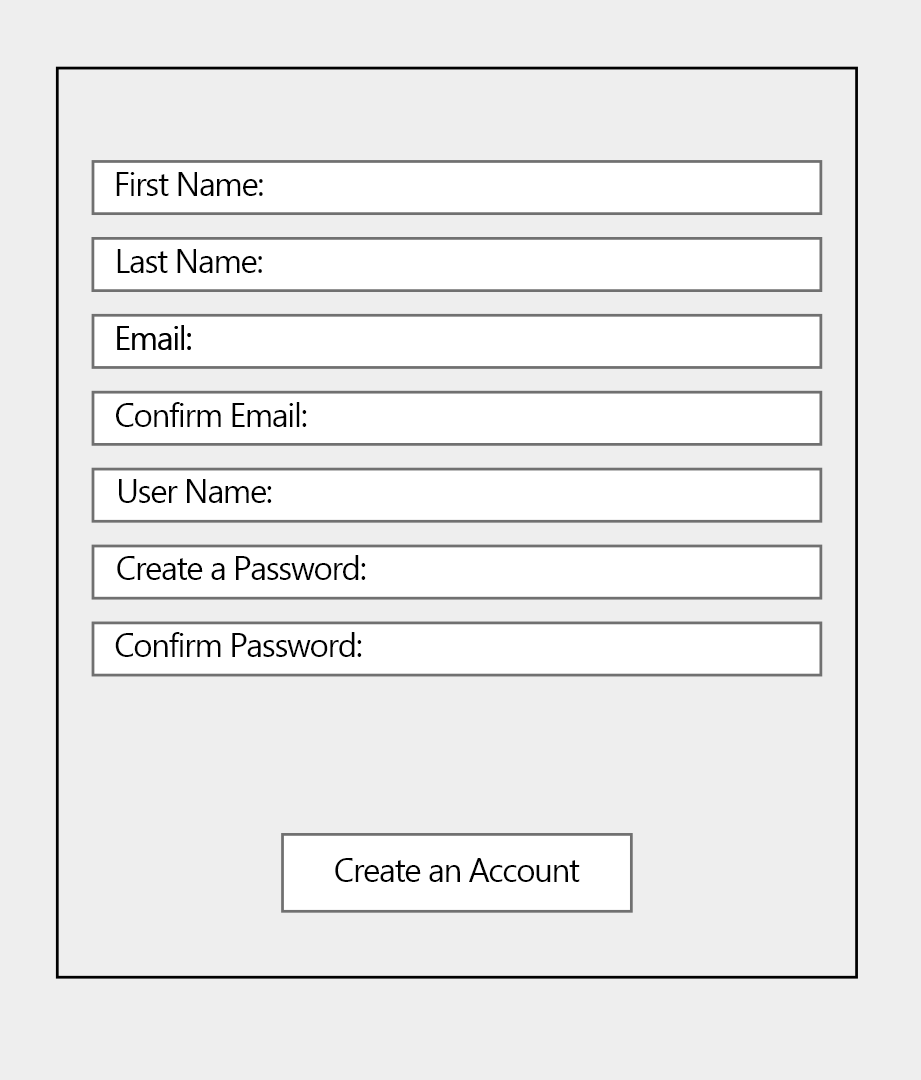 First Name:
Last Name:
Email:
Confirm Email:
User Name:
Create a Password:
Confirm Password:
Create an Account